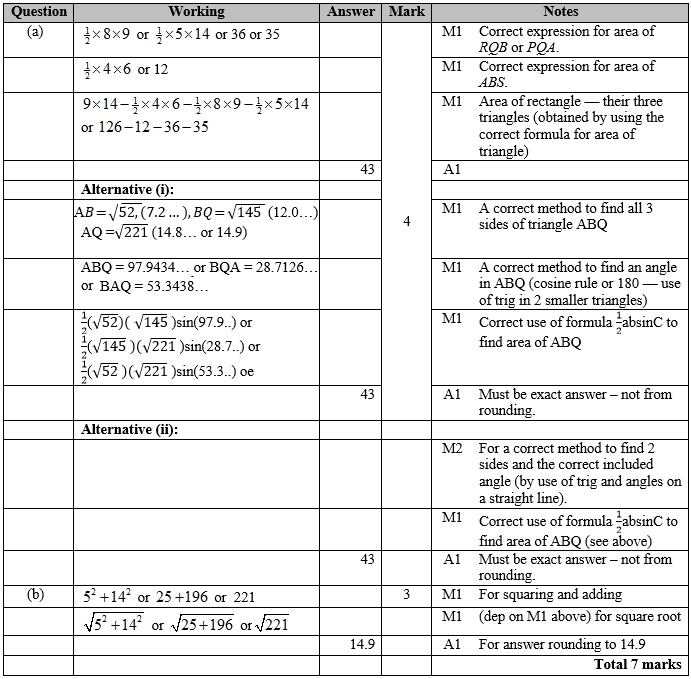 Question Working Answer Mark Notes
(a) ½×8×9 or ½×5×14 or 36 or 35 M1 Correct expression for area of
RQB or PQA.
½×4×6 or 12 M1 Correct expression for area of
ABS.
9×14−½×4×6−½×8×9−½×5×14 M1 Area of rectangle — their three
or 126−12−36−35 triangles (obtained by using the
correct formula for area of
triangle)
43 A1
Alternative (i):
AB=√52, (7.2 ...), BQ=√145 (12.0...) 4 M1 A correct method to find all 3
AQ=√221 (14.8... or 14.9) sides of triangle ABQ
ABQ = 97.9434... or BQA = 28.7126... M1 A correct method to find an angle
or BAQ = 53.3438... in ABQ (cosine rule or 180 — use
of trig in 2 smaller triangles)
½(√52)( √145 )sin(97.9..) or M1 Correct use of formula ½absinC to
½(√145 )(√221 )sin(28.7..) or find area of ABQ
½(√52 )(√221 )sin(53.3..) oe
43 A1 Must be exact answer – not from
rounding.
Alternative (ii):
M2 For a correct method to find 2
sides and the correct included
angle (by use of trig and angles on
a straight line).
M1 Correct use of formula ½absinC to
find area of ABQ (see above)
43 A1 Must be exact answer – not from
rounding.
(b) 5² +14² or 25 +196 or 221 3 M1 For squaring and adding
√(5² +14²) or √(25+196) or √221 M1 (dep on M1 above) for square root
14.9 A1 For answer rounding to 14.9
Total 7 marks